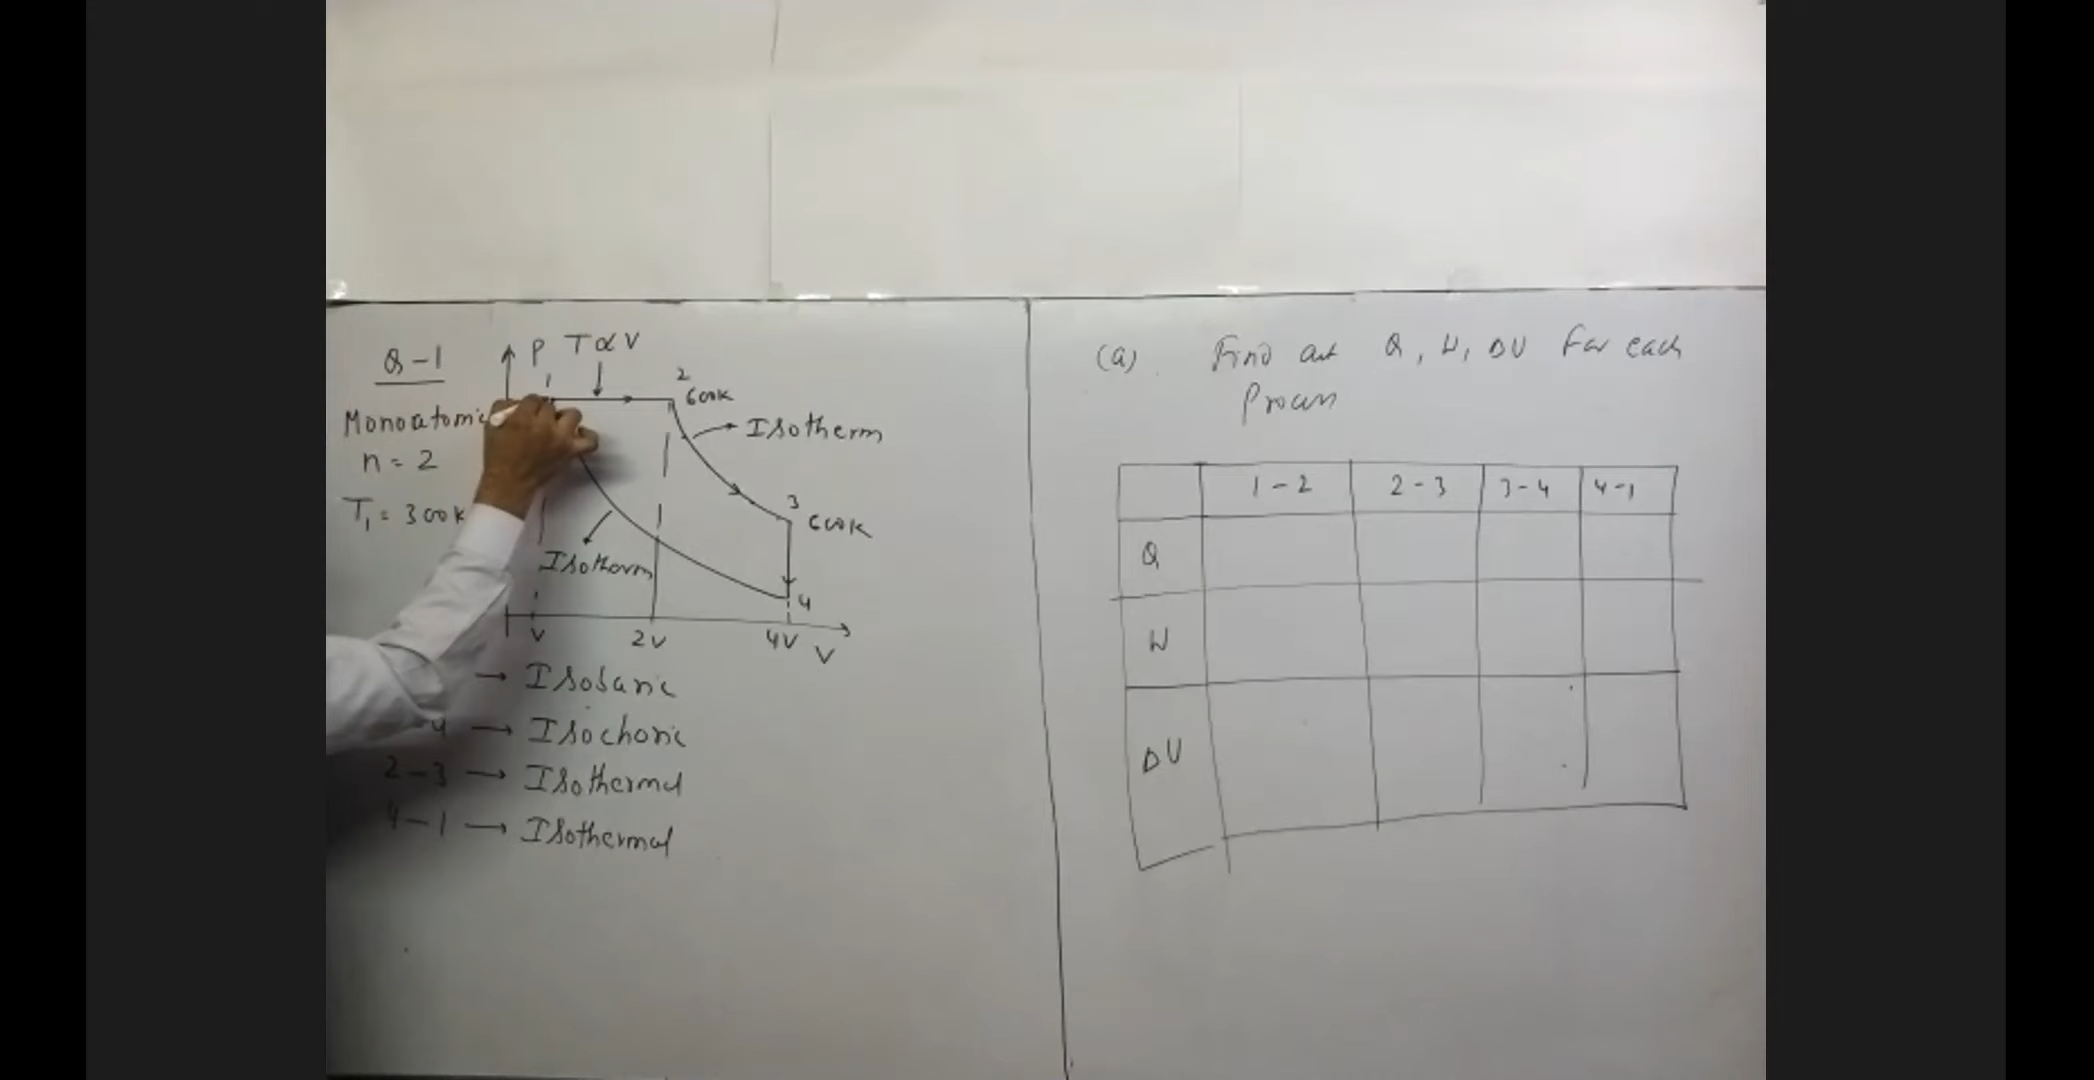 Q-1
Monoatomic
n = 2
T₁ = 300K
P
T α V
1
2
600K
Isotherm
3
600K
4
Isotherm
V
2V
4V
V
→ Isobaric
4 → Isochoric
2-3 → Isothermal
4-1 → Isothermal
(a) Find out Q, W, ΔU for each
Process
1-2 2-3 3-4 4-1
Q
W
ΔU